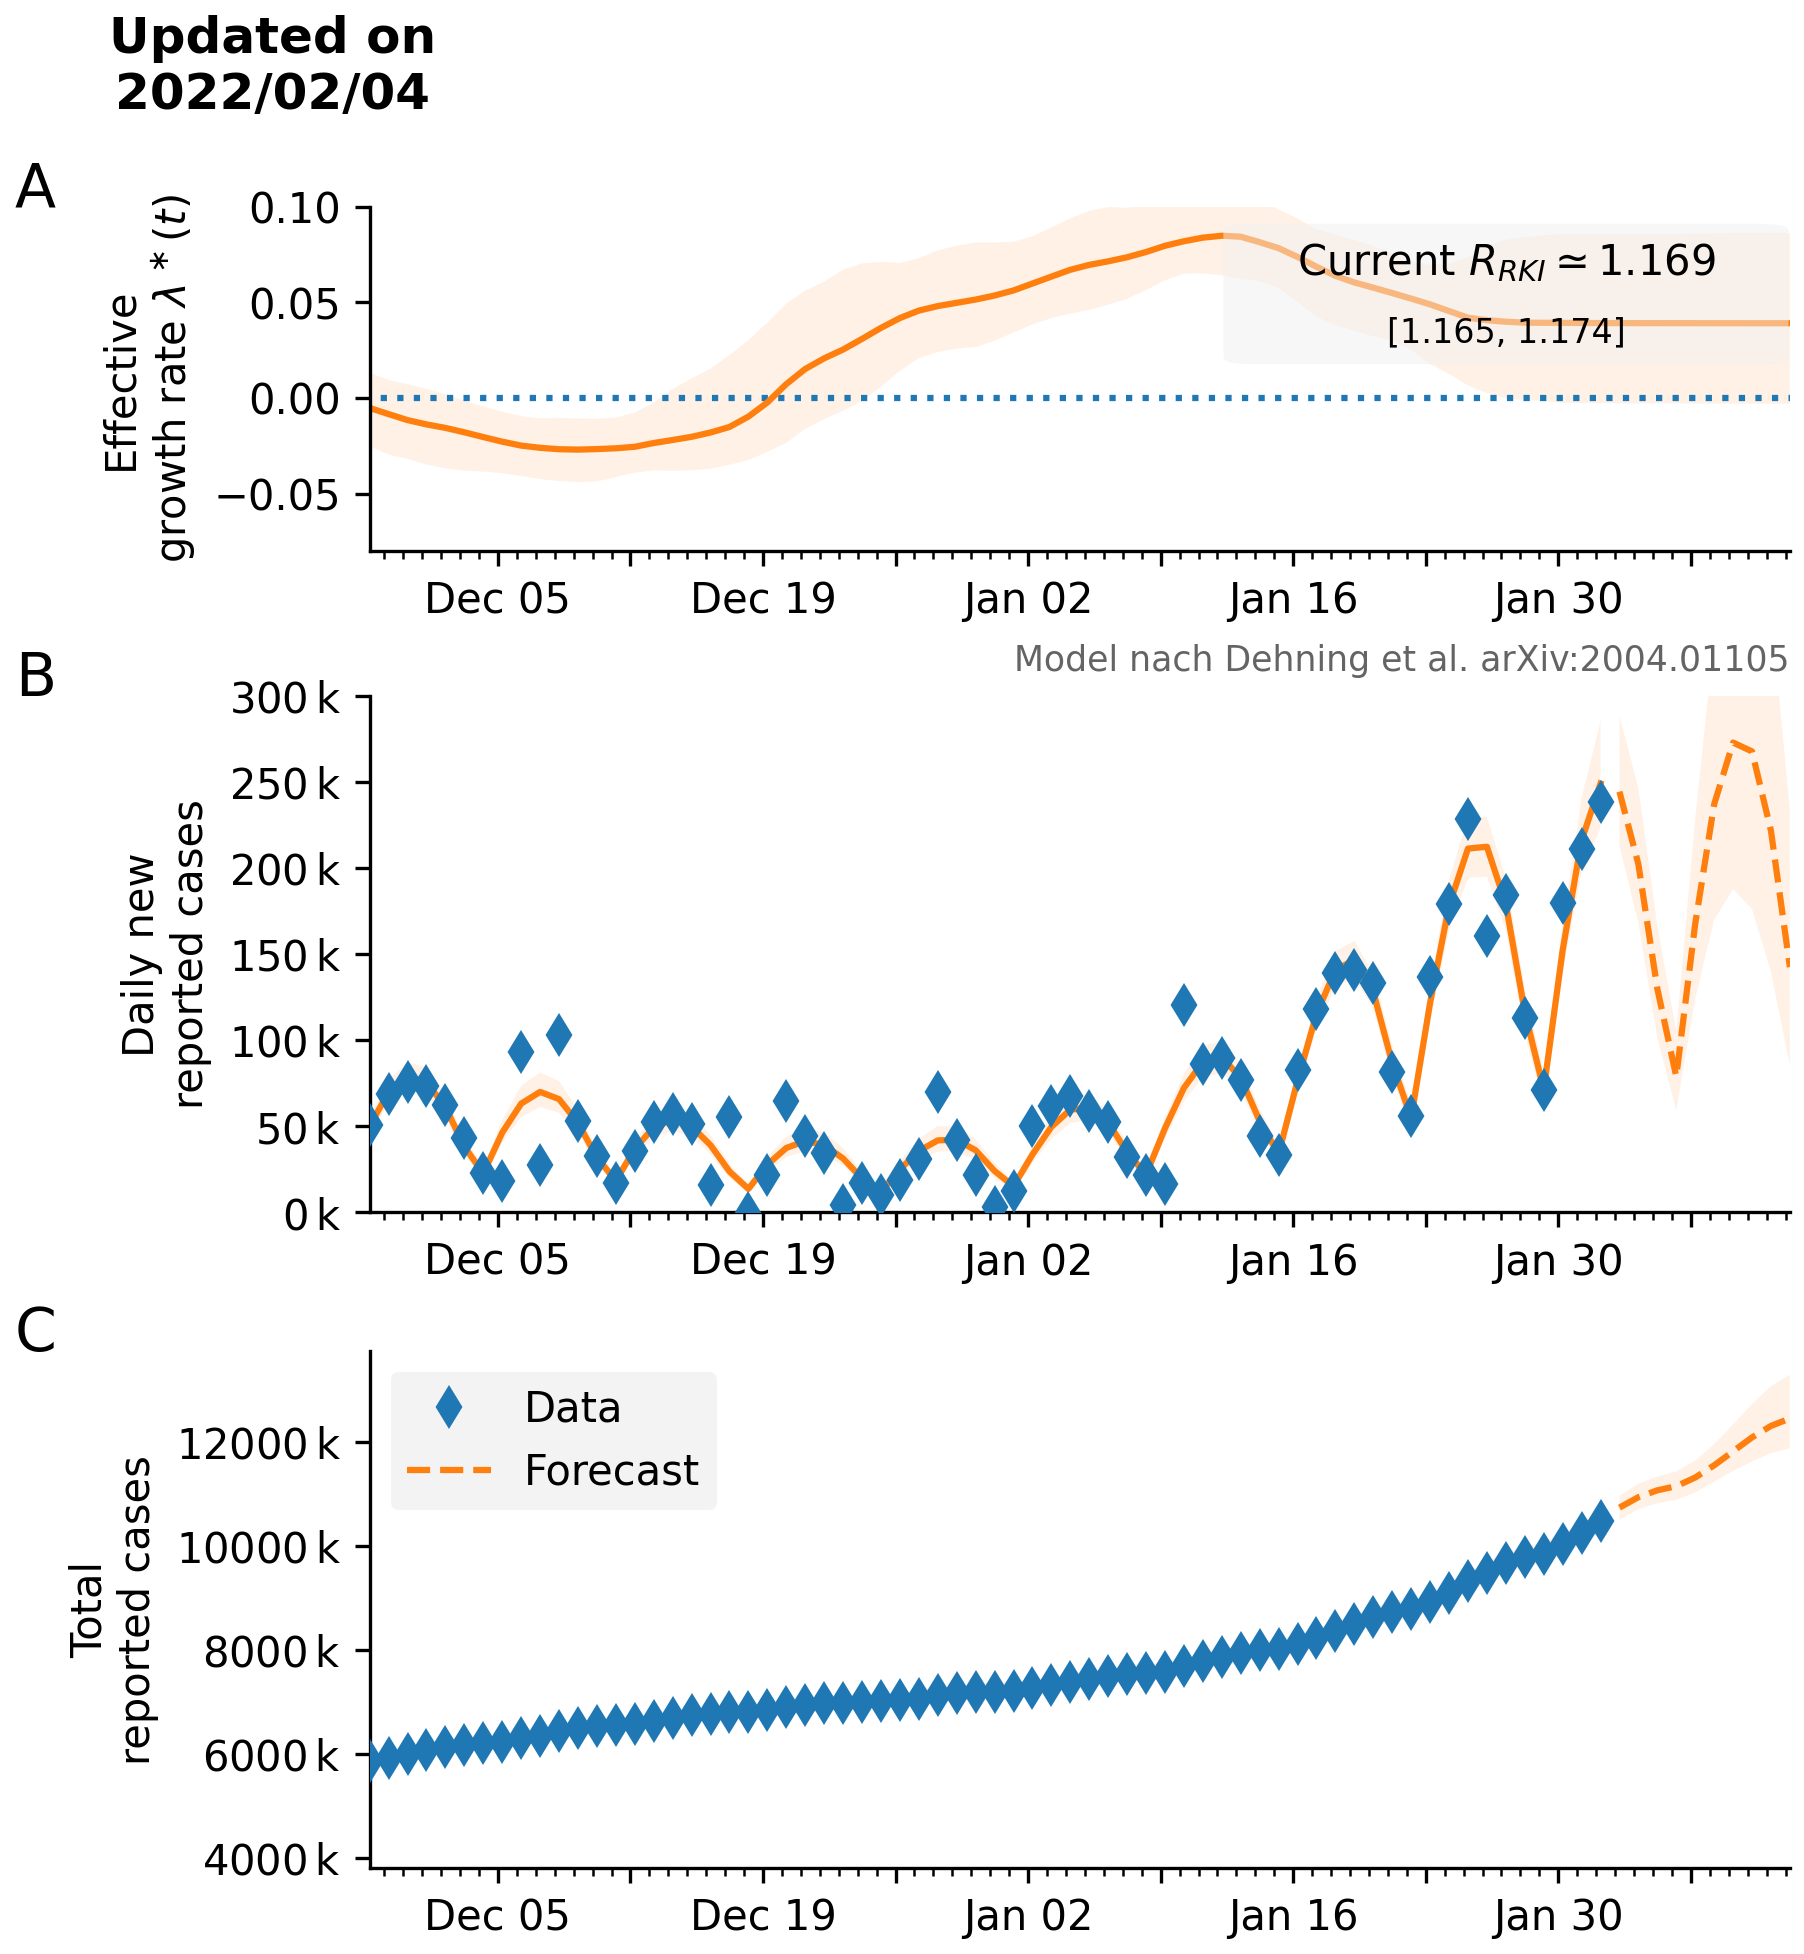 Updated on
2022/02/04
A
Effective
growth rate λ * (t)
0.10
0.05
0.00
−0.05
Current R_RKI ≃ 1.169
[1.165, 1.174]
Dec 05
Dec 19
Jan 02
Jan 16
Jan 30
Model nach Dehning et al. arXiv:2004.01105
B
Daily new
reported cases
300 k
250 k
200 k
150 k
100 k
50 k
0 k
Dec 05
Dec 19
Jan 02
Jan 16
Jan 30
C
Total
reported cases
12000 k
10000 k
8000 k
6000 k
4000 k
Data
Forecast
Dec 05
Dec 19
Jan 02
Jan 16
Jan 30